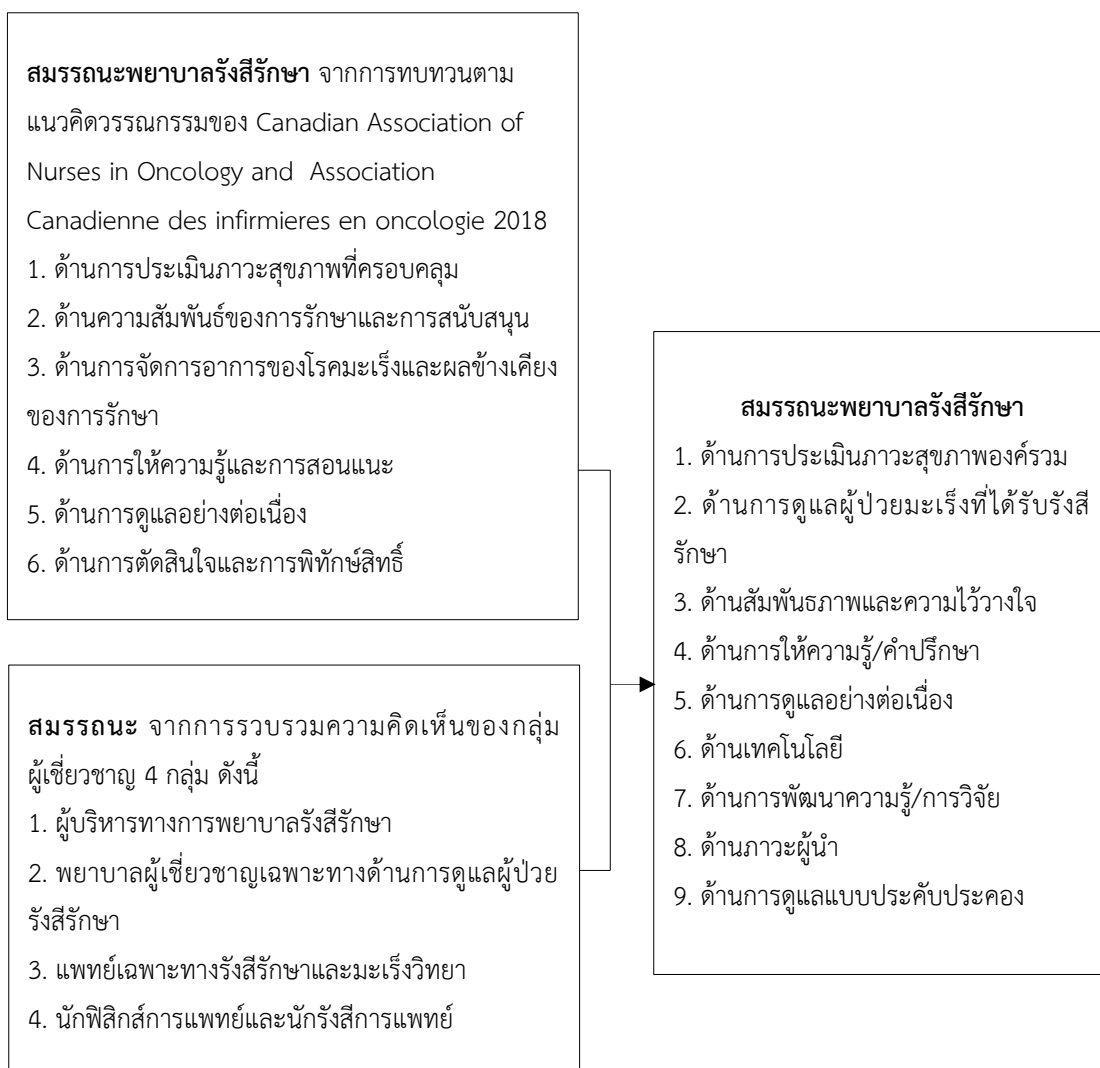 สมรรถนะพยาบาลรังสีรักษา จากการทบทวนตาม
แนวคิดวรรณกรรมของ Canadian Association of
Nurses in Oncology and Association
Canadienne des infirmieres en oncologie 2018
1. ด้านการประเมินภาวะสุขภาพที่ครอบคลุม
2. ด้านความสัมพันธ์ของการรักษาและการสนับสนุน
3. ด้านการจัดการอาการของโรคมะเร็งและผลข้างเคียง
ของการรักษา
4. ด้านการให้ความรู้และการสอนแนะ
5. ด้านการดูแลอย่างต่อเนื่อง
6. ด้านการตัดสินใจและการพิทักษ์สิทธิ์
สมรรถนะ จากการรวบรวมความคิดเห็นของกลุ่ม
ผู้เชี่ยวชาญ 4 กลุ่ม ดังนี้
1. ผู้บริหารทางการพยาบาลรังสีรักษา
2. พยาบาลผู้เชี่ยวชาญเฉพาะทางด้านการดูแลผู้ป่วย
รังสีรักษา
3. แพทย์เฉพาะทางรังสีรักษาและมะเร็งวิทยา
4. นักฟิสิกส์การแพทย์และนักรังสีการแพทย์
สมรรถนะพยาบาลรังสีรักษา
1. ด้านการประเมินภาวะสุขภาพองค์รวม
2. ด้านการดูแลผู้ป่วยมะเร็งที่ได้รับรังสี
รักษา
3. ด้านสัมพันธภาพและความไว้วางใจ
4. ด้านการให้ความรู้/คำปรึกษา
5. ด้านการดูแลอย่างต่อเนื่อง
6. ด้านเทคโนโลยี
7. ด้านการพัฒนาความรู้/การวิจัย
8. ด้านภาวะผู้นำ
9. ด้านการดูแลแบบประคับประคอง